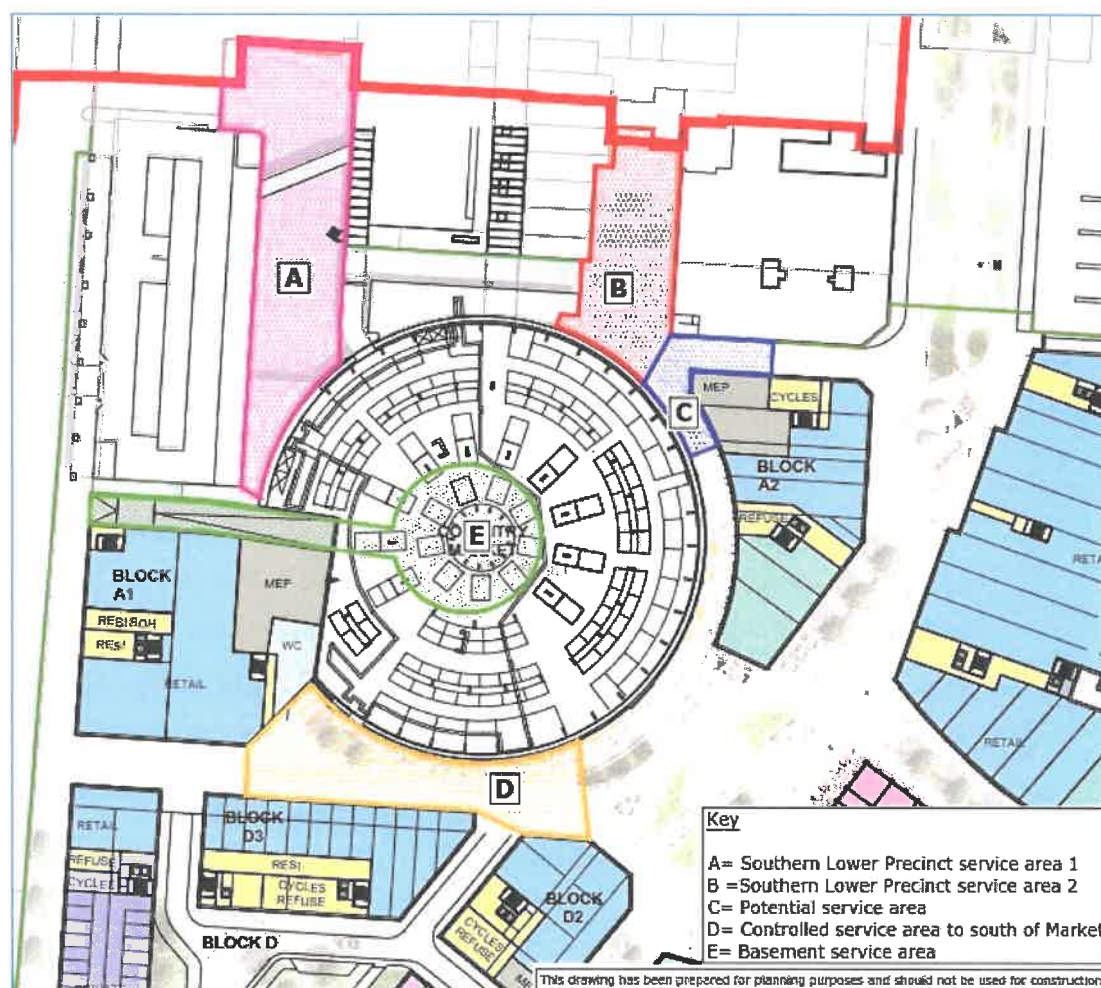 A
B
MEP
CYCLES
C
BLOCK
A2
REFUSE
E
BLOCK
A1
MEP
RETAIL
WC
RETAIL
RETAIL
D
RETAIL
REFUSE
CYCLES
BLOCK
D3
RESI
CYCLES
REFUSE
BLOCK
D2
CYCLES
REFUSE
BLOCK D
Key
A= Southern Lower Precinct service area 1
B =Southern Lower Precinct service area 2
C= Potential service area
D= Controlled service area to south of Market
E= Basement service area
This drawing has been prepared for planning purposes and should not be used for construction